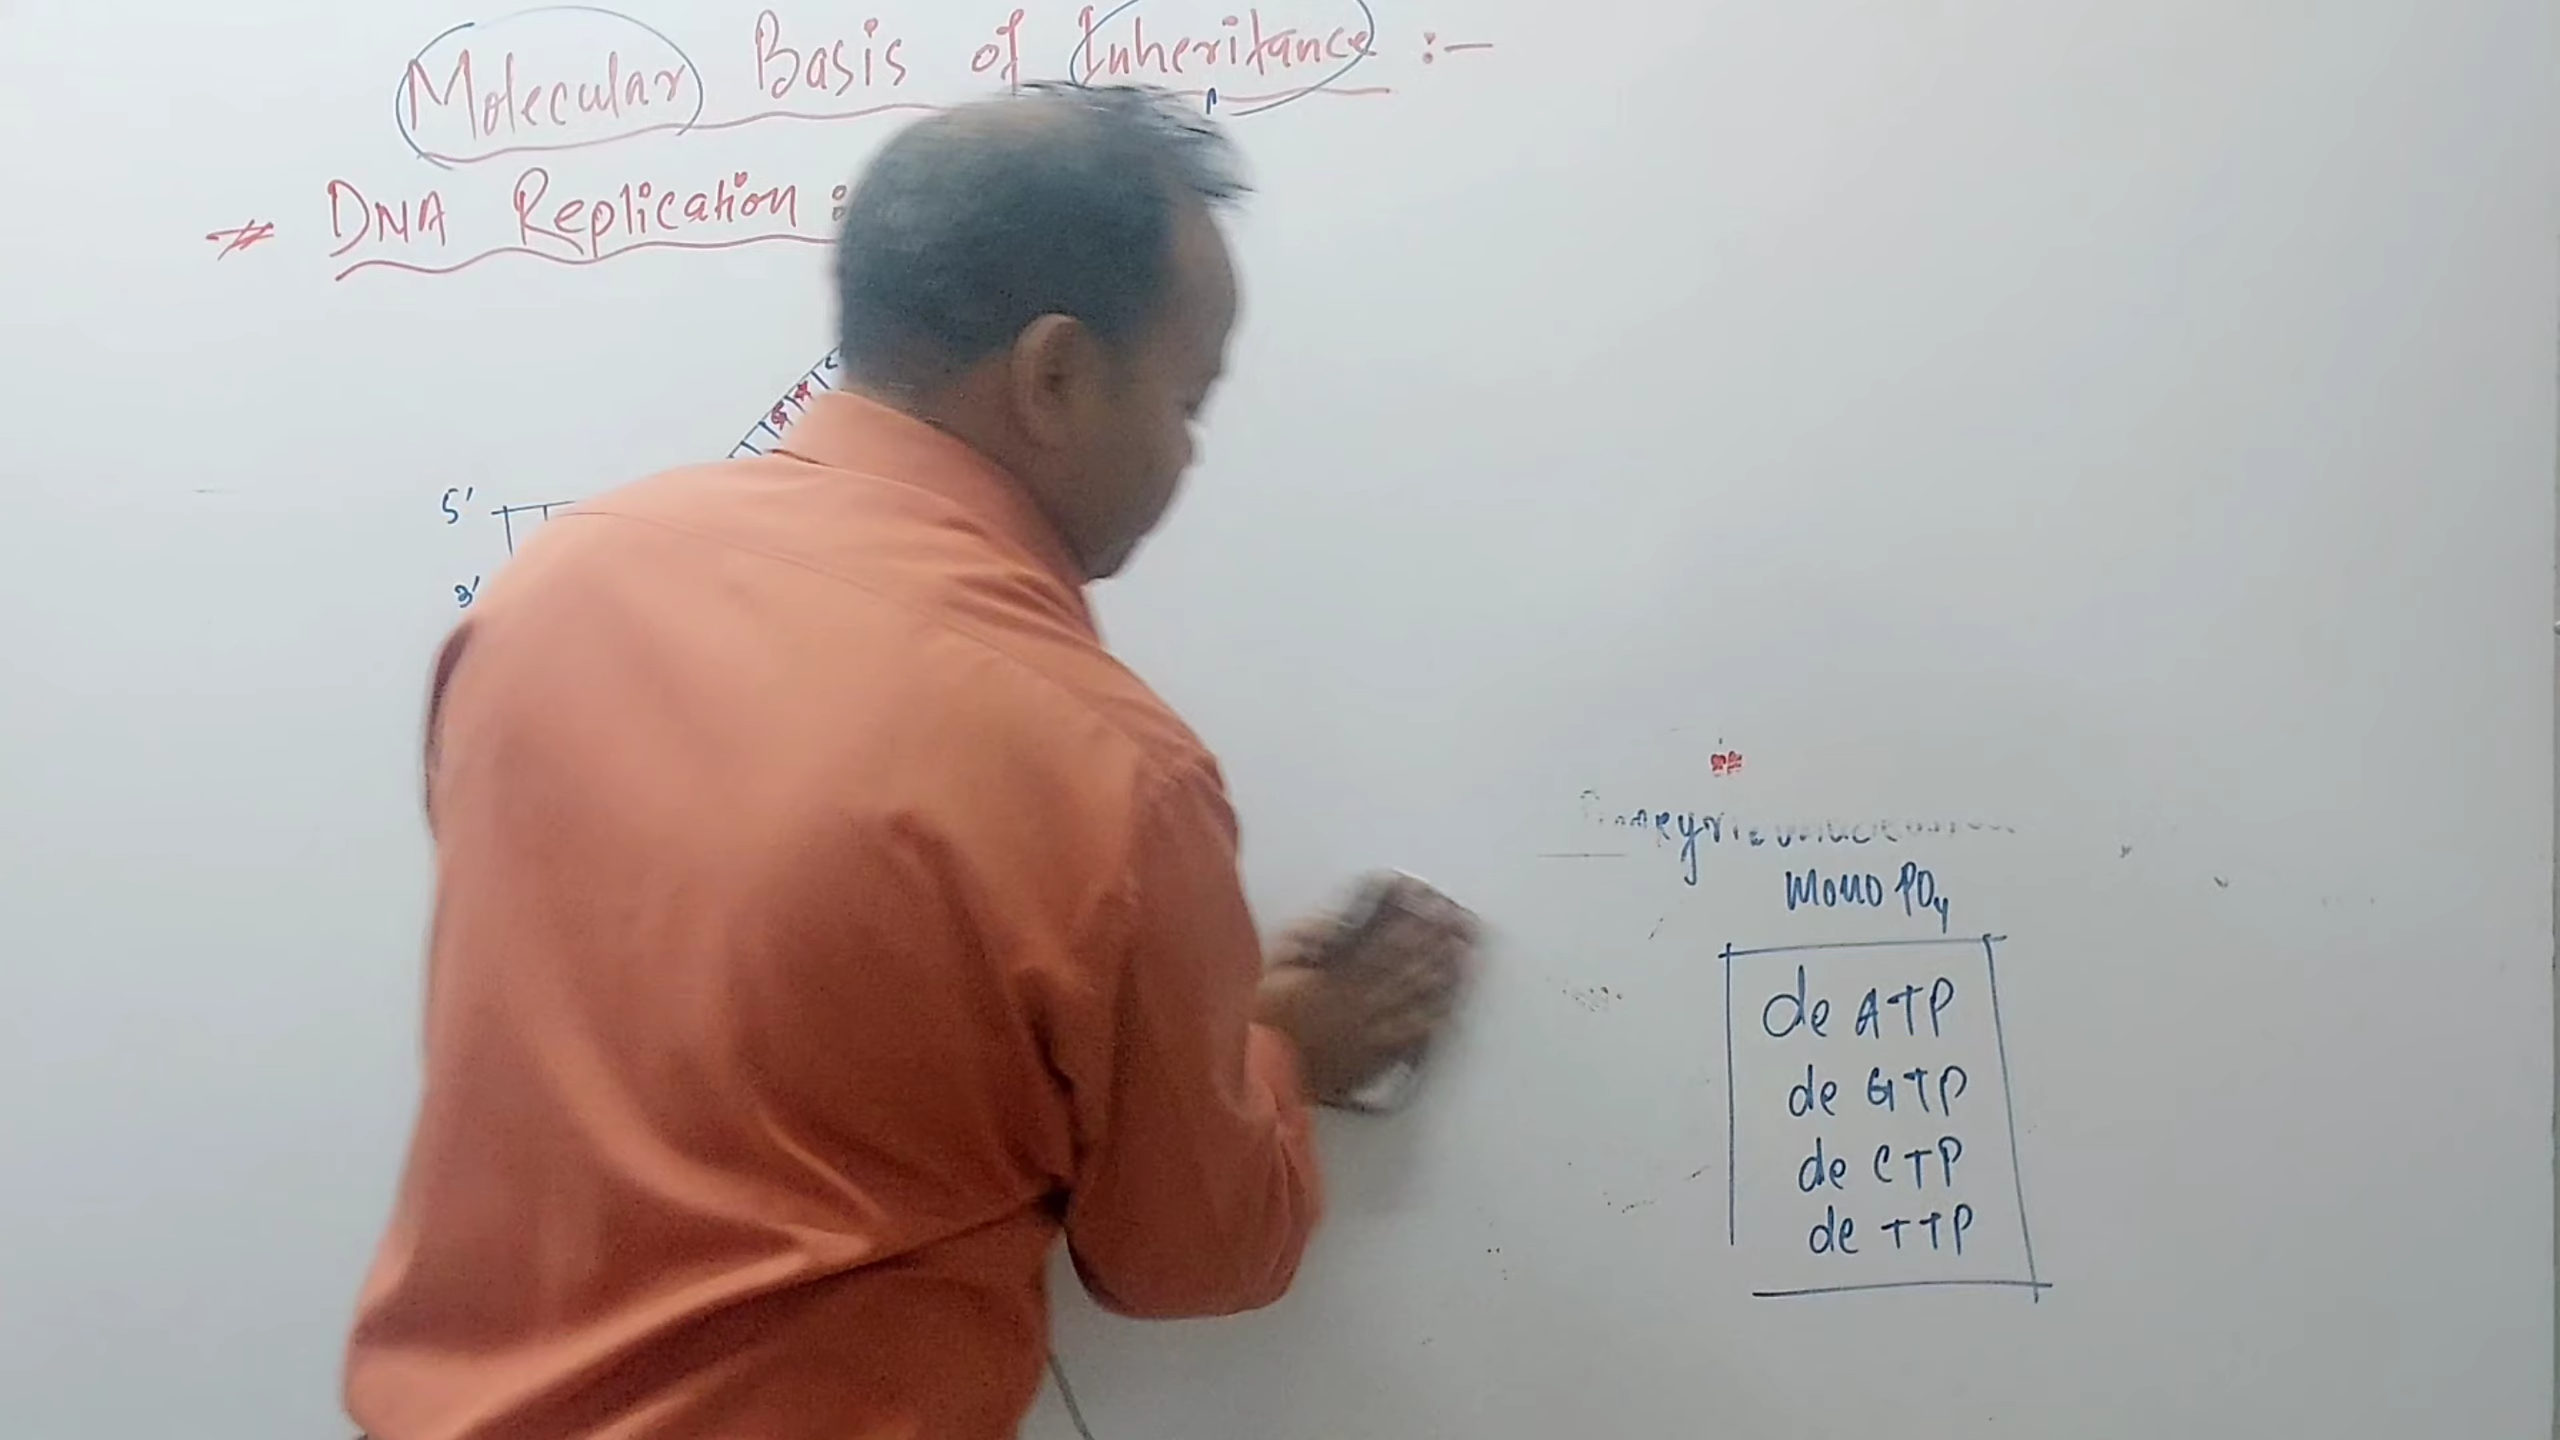 Molecular Basis of Inheritance :-
# DNA Replication :
5'
3'
Mono PO4
de ATP
de GTP
de CTP
de TTP